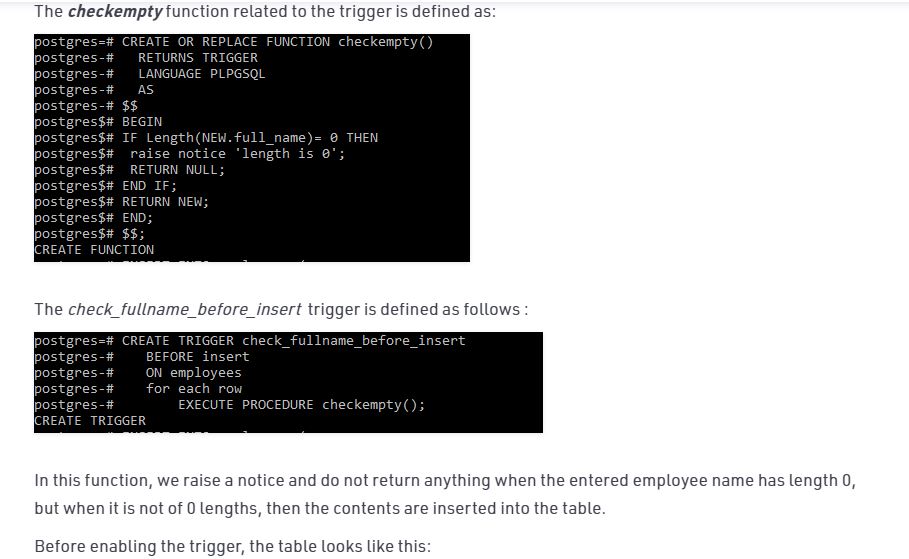 The checkempty function related to the trigger is defined as:
postgres=# CREATE OR REPLACE FUNCTION checkempty()
postgres-#   RETURNS TRIGGER
postgres-#   LANGUAGE PLPGSQL
postgres-#   AS
postgres-# $$
postgres$# BEGIN
postgres$# IF Length(NEW.full_name)= 0 THEN
postgres$#  raise notice 'length is 0';
postgres$#  RETURN NULL;
postgres$# END IF;
postgres$# RETURN NEW;
postgres$# END;
postgres$# $$;
CREATE FUNCTION
The check_fullname_before_insert trigger is defined as follows :
postgres=# CREATE TRIGGER check_fullname_before_insert
postgres-#    BEFORE insert
postgres-#    ON employees
postgres-#    for each row
postgres-#        EXECUTE PROCEDURE checkempty();
CREATE TRIGGER
In this function, we raise a notice and do not return anything when the entered employee name has length 0,
but when it is not of 0 lengths, then the contents are inserted into the table.
Before enabling the trigger, the table looks like this: